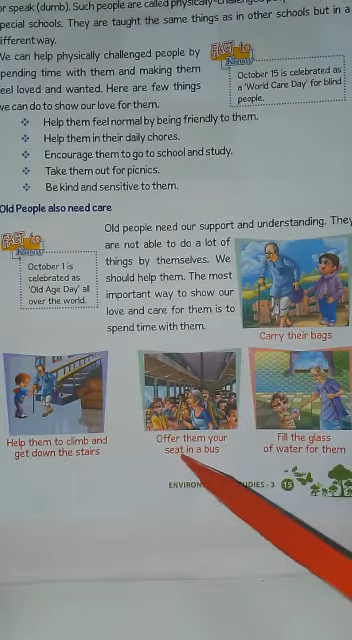 or speak (dumb). Such people are called physically-challenged
pecial schools. They are taught the same things as in other schools but in a
ifferent way.
We can help physically challenged people by
pending time with them and making them
eel loved and wanted. Here are few things
we can do to show our love for them.
FACT to
Know
October 15 is celebrated as
a 'World Care Day' for blind
people.
❖ Help them feel normal by being friendly to them.
❖ Help them in their daily chores.
❖ Encourage them to go to school and study.
❖ Take them out for picnics.
❖ Be kind and sensitive to them.
Old People also need care
FACT to
Know
October 1 is
celebrated as
'Old Age Day' all
over the world.
Old people need our support and understanding. They
are not able to do a lot of
things by themselves. We
should help them. The most
important way to show our
love and care for them is to
spend time with them.
Carry their bags
Help them to climb and
get down the stairs
Offer them your
seat in a bus
Fill the glass
of water for them
ENVIRON UDIES - 3 15